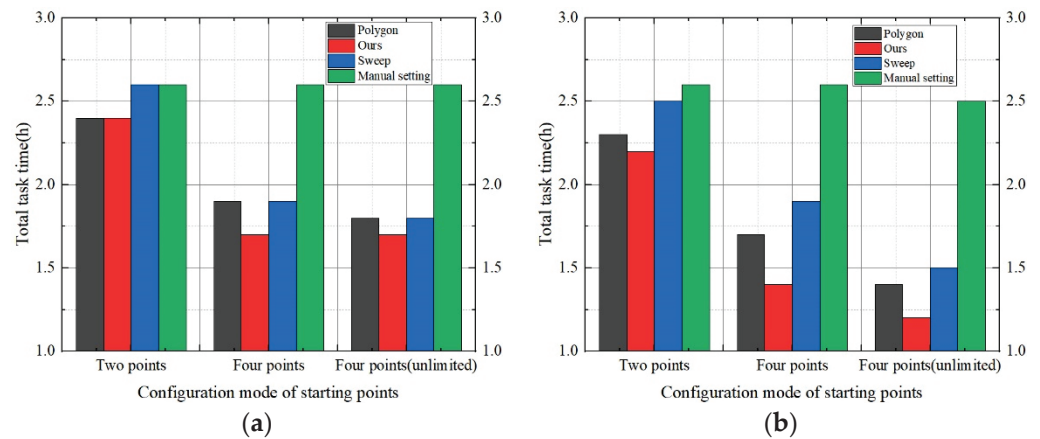 3.0
2.5
2.0
1.5
1.0
Total task time(h)
Polygon
Ours
Sweep
Manual setting
3.0
2.5
2.0
1.5
1.0
Two points
Four points
Four points(unlimited)
Configuration mode of starting points
(a)
3.0
2.5
2.0
1.5
1.0
Total task time(h)
Polygon
Ours
Sweep
Manual setting
3.0
2.5
2.0
1.5
1.0
Two points
Four points
Four points(unlimited)
Configuration mode of starting points
(b)